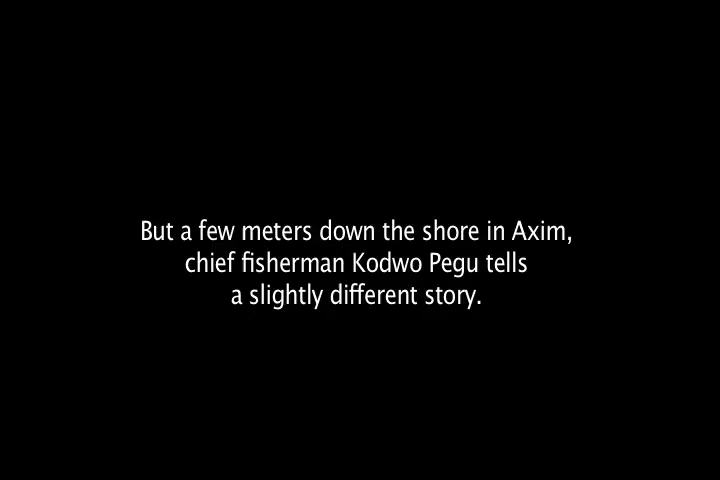 But a few meters down the shore in Axim,
chief fisherman Kodwo Pegu tells
a slightly different story.